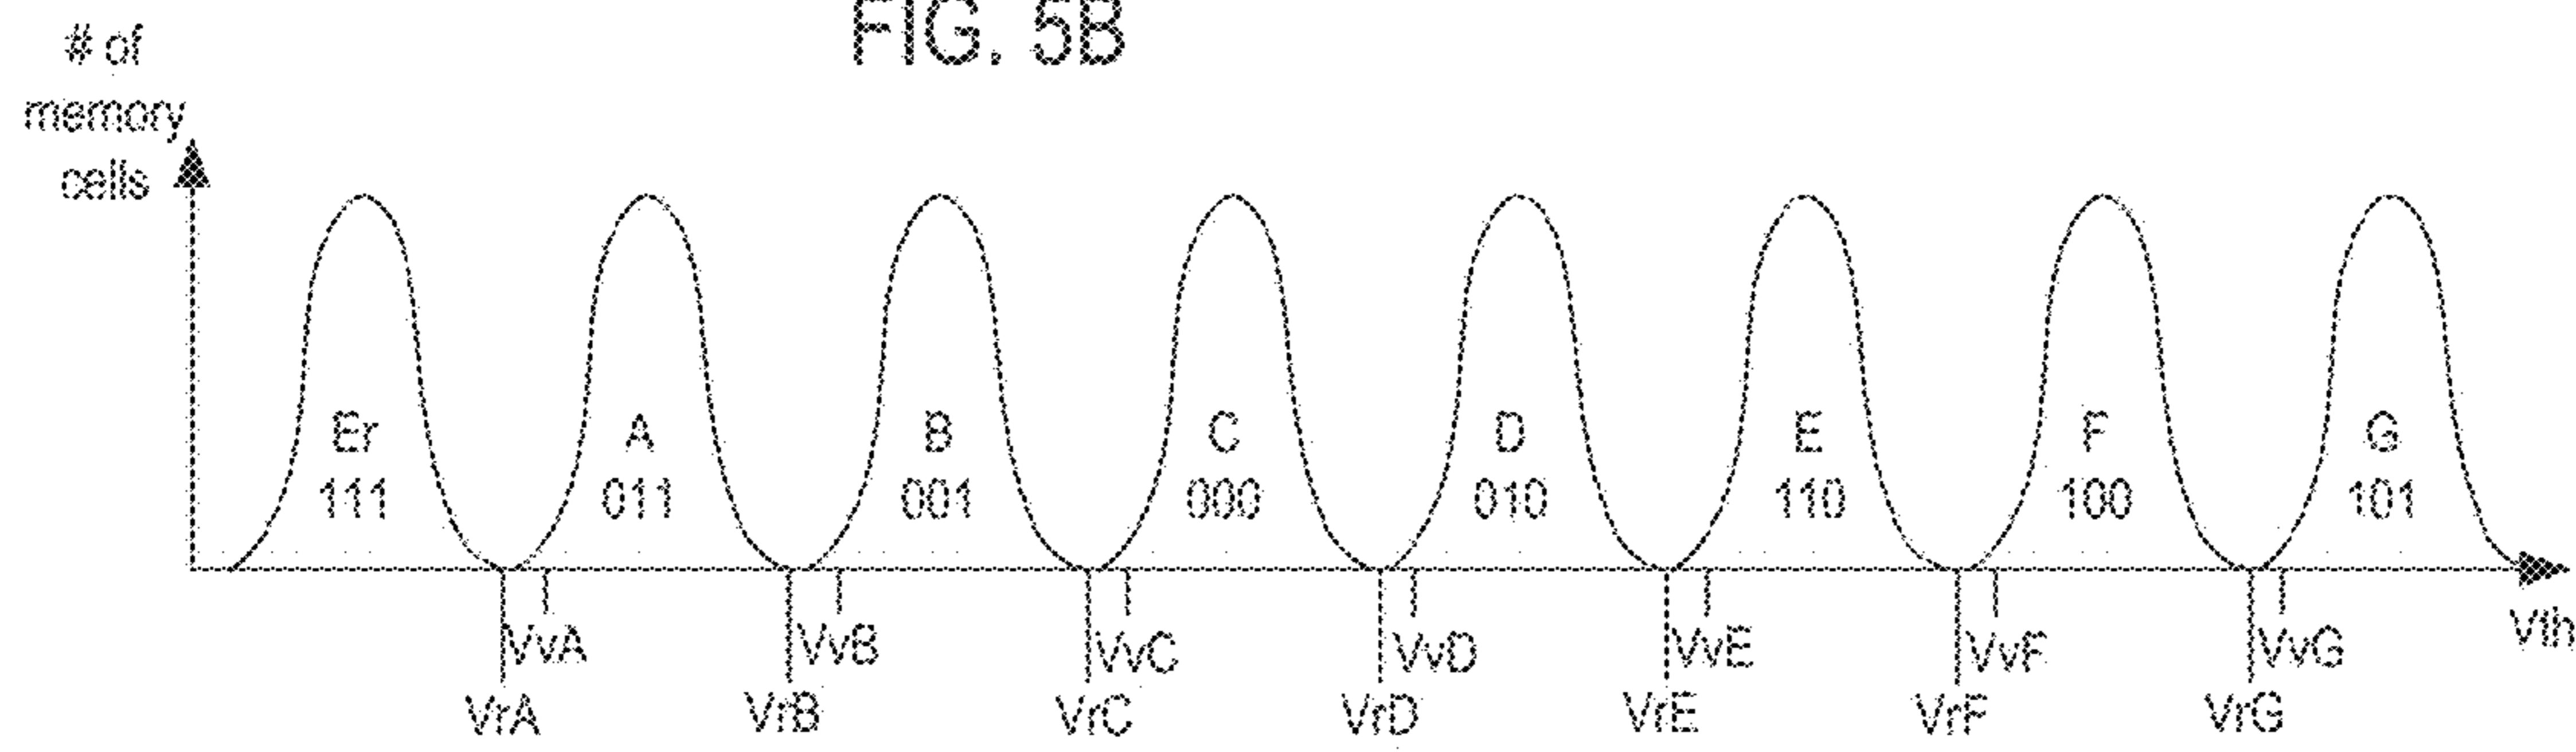 FIG. 5B
# of
memory
cells
Er A B C D E F G
111 011 001 000 010 110 100 101
VvA VvB VvC VvD VvE VvF VvG Vth
VrA VrB VrC VrD VrE VrF VrG